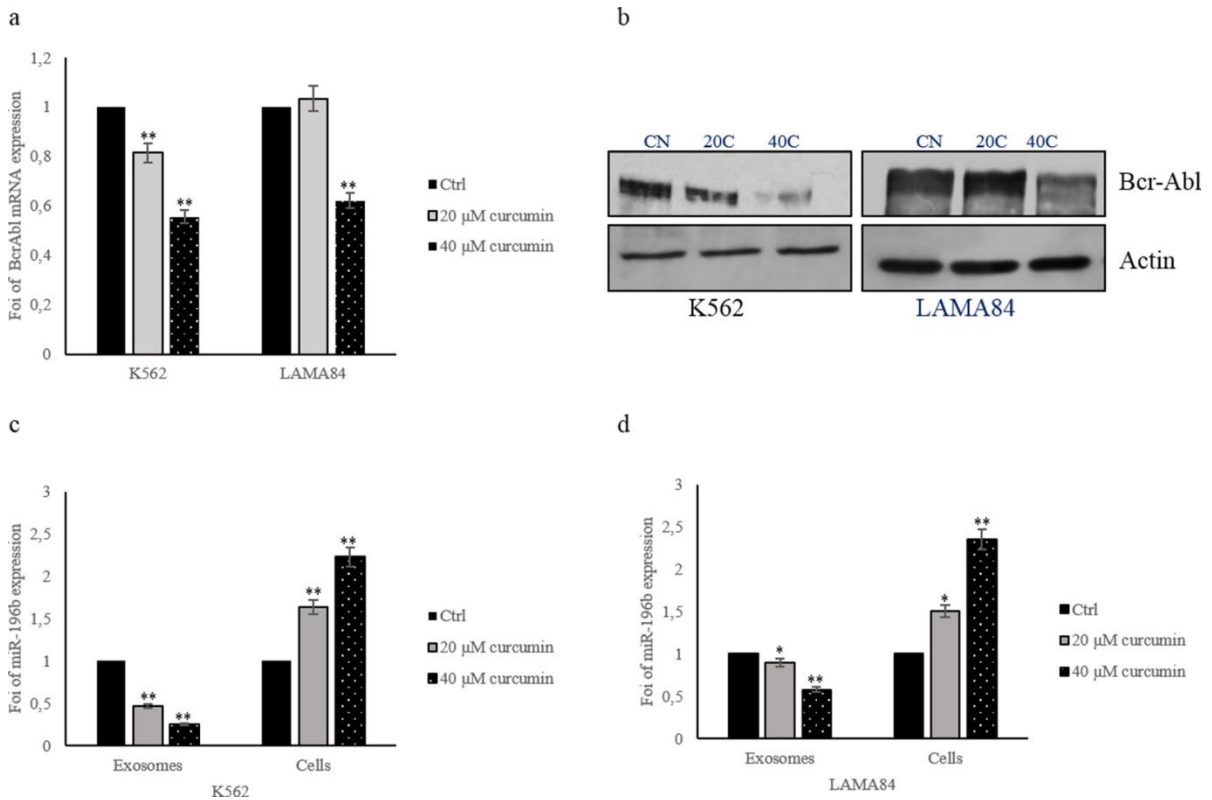 a
1,2
1
0,8
0,6
0,4
0,2
0
Foi of BcrAbl mRNA expression
**
**
**
K562
LAMA84
Ctrl
20 μM curcumin
40 μM curcumin
b
CN 20C 40C
CN 20C 40C
Bcr-Abl
Actin
K562
LAMA84
c
3
2,5
2
1,5
1
0,5
0
Foi of miR-196b expression
**
**
**
**
Exosomes
Cells
K562
Ctrl
20 μM curcumin
40 μM curcumin
d
3
2,5
2
1,5
1
0,5
0
Foi of miR-196b expression
*
**
*
**
Exosomes
Cells
LAMA84
Ctrl
20 μM curcumin
40 μM curcumin